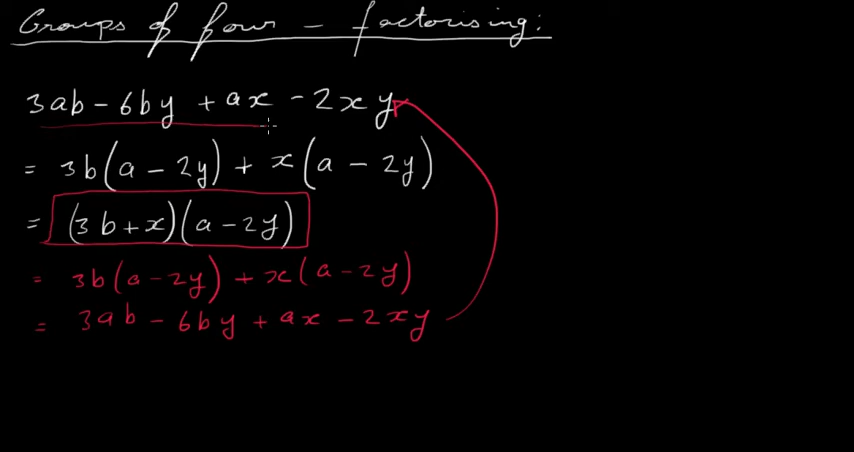 Groups of four - factorising:
3ab - 6by + ax - 2xy
= 3b(a - 2y) + x(a - 2y)
= (3b+x)(a-2y)
= 3b(a-2y) + x(a-2y)
= 3ab - 6by + ax - 2xy